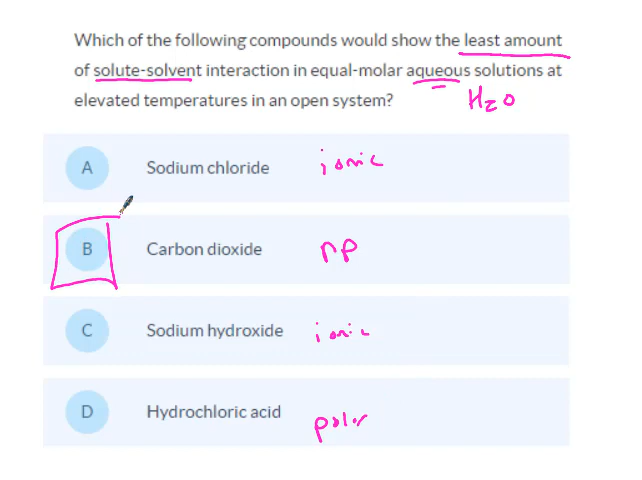 Which of the following compounds would show the least amount
of solute-solvent interaction in equal-molar aqueous solutions at
elevated temperatures in an open system?
H2O
A Sodium chloride ionic
B Carbon dioxide np
C Sodium hydroxide ionic
D Hydrochloric acid polar